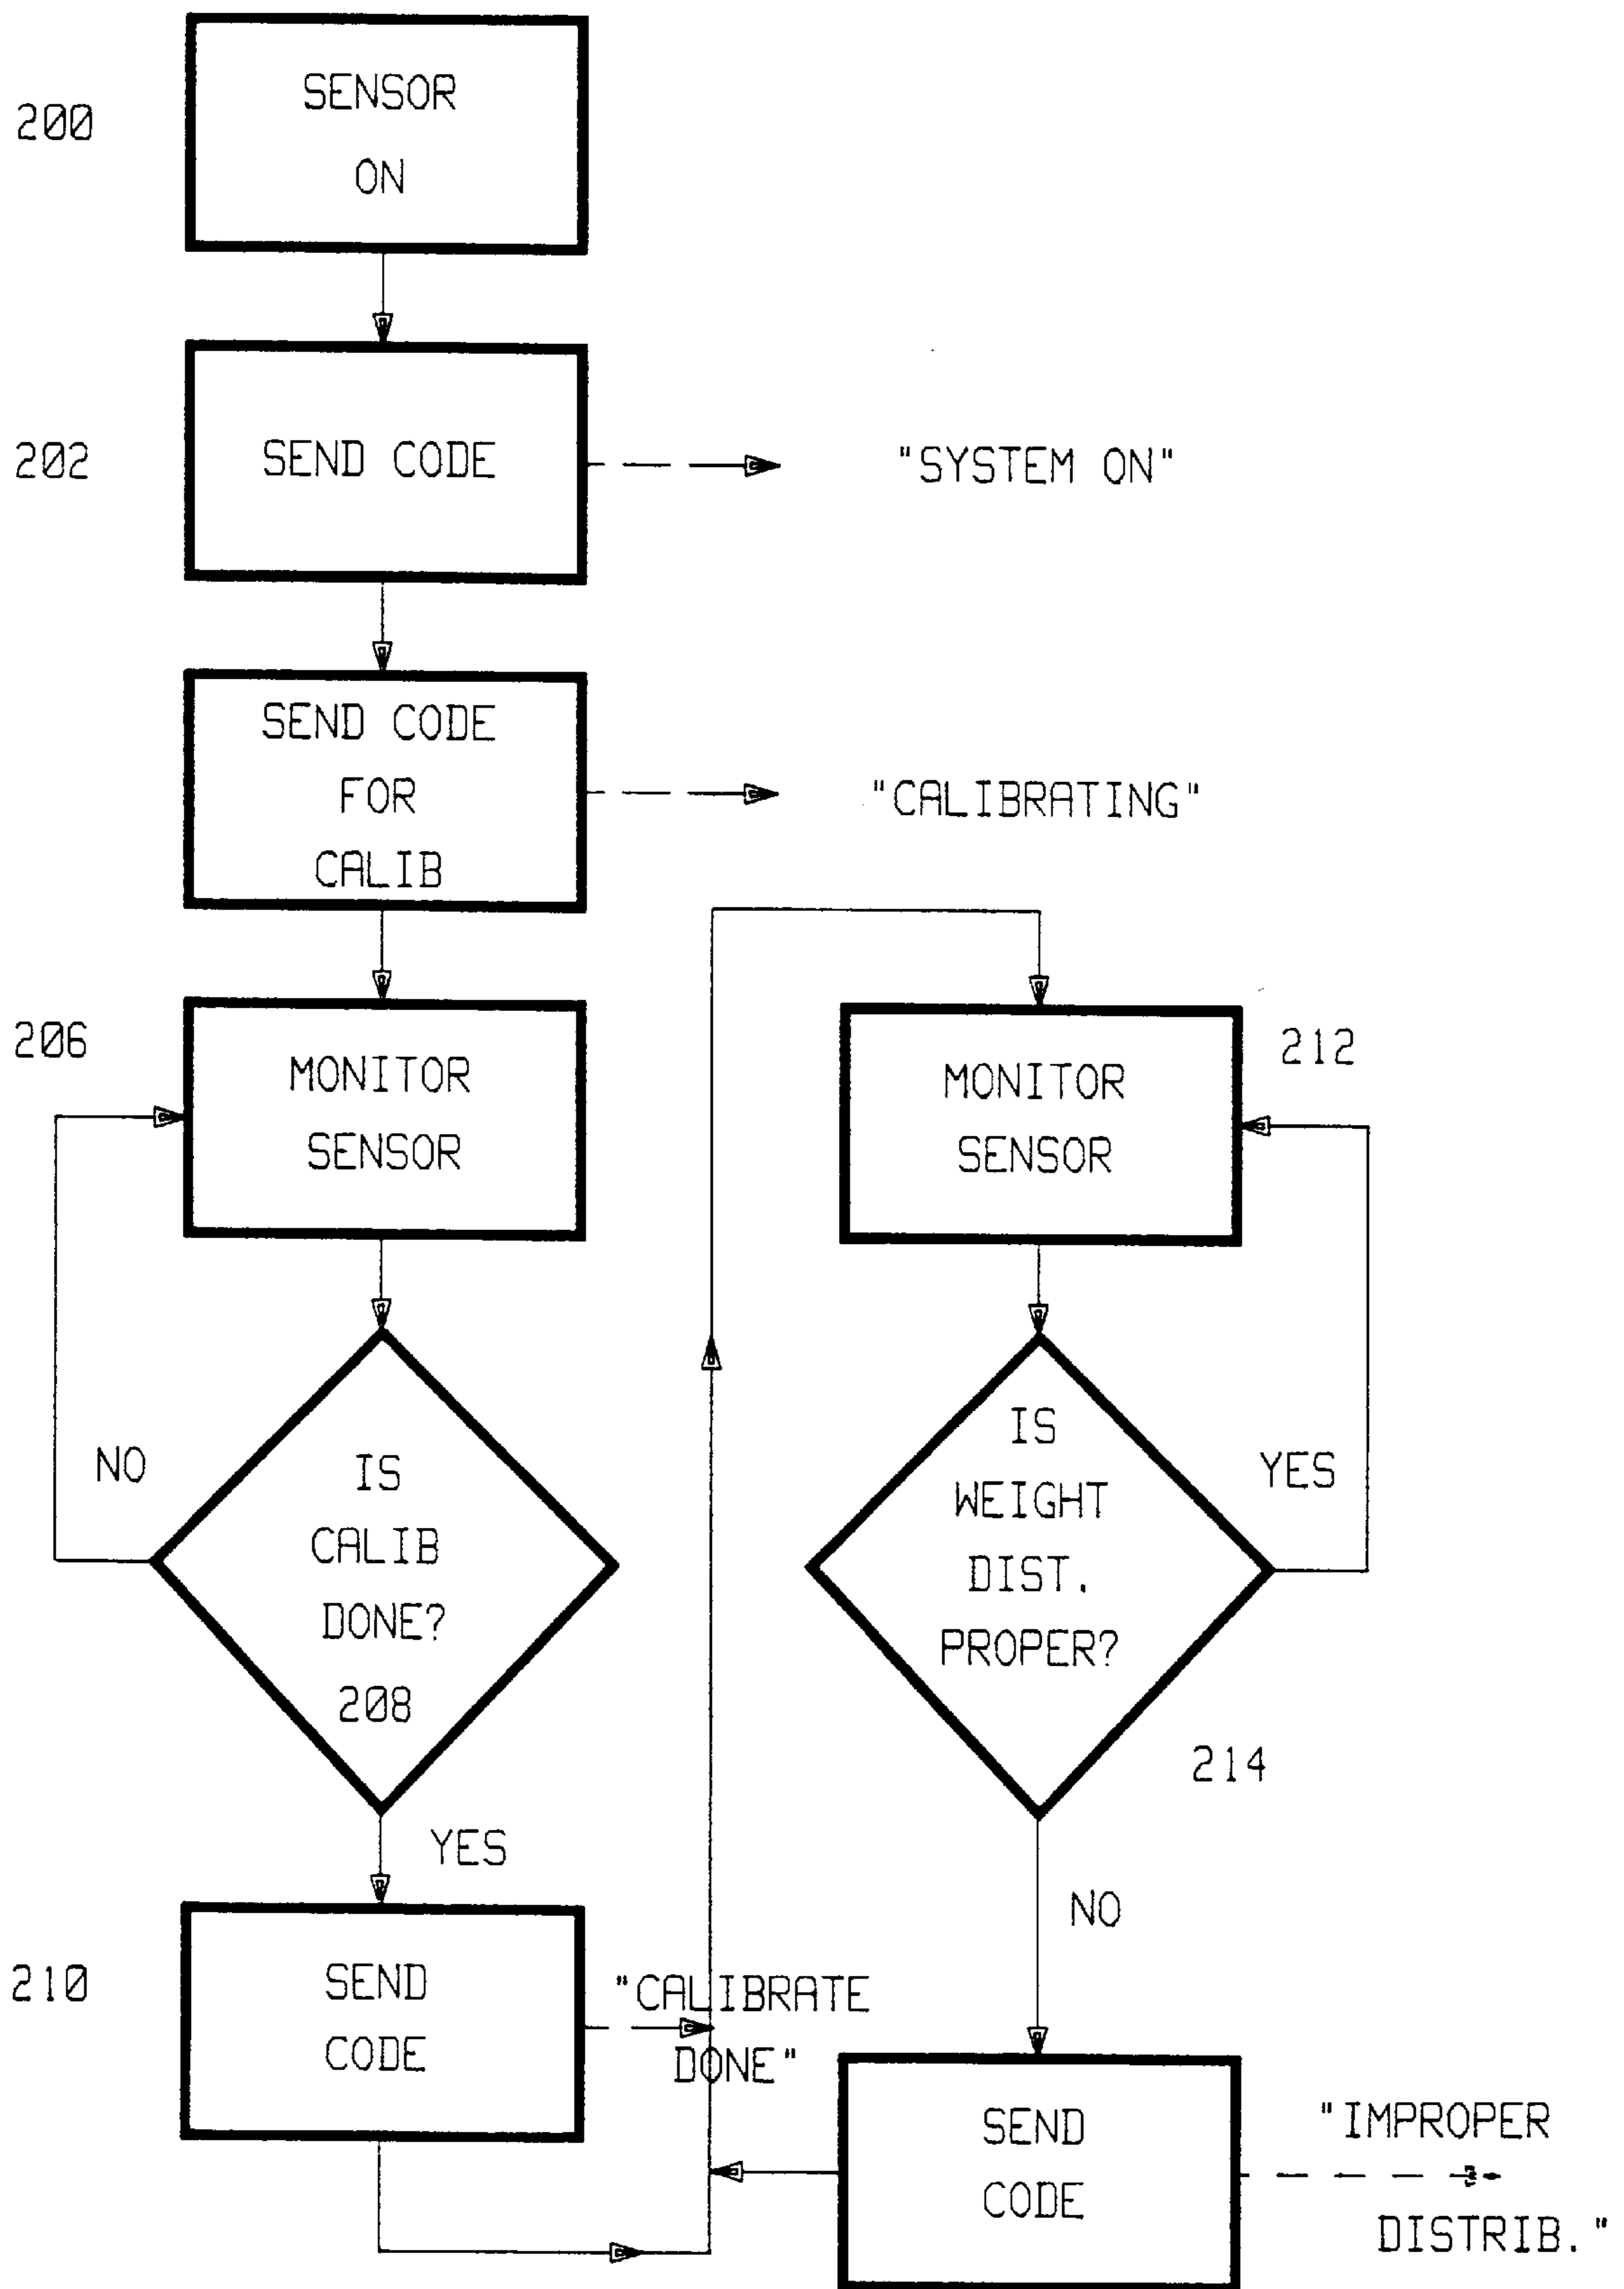 200
SENSOR
ON
202
SEND CODE
"SYSTEM ON"
SEND CODE
FOR
CALIB
"CALIBRATING"
206
MONITOR
SENSOR
NO
IS
CALIB
DONE?
208
YES
210
SEND
CODE
"CALIBRATE
DONE"
212
MONITOR
SENSOR
IS
WEIGHT
DIST.
PROPER?
YES
214
NO
SEND
CODE
"IMPROPER
DISTRIB."